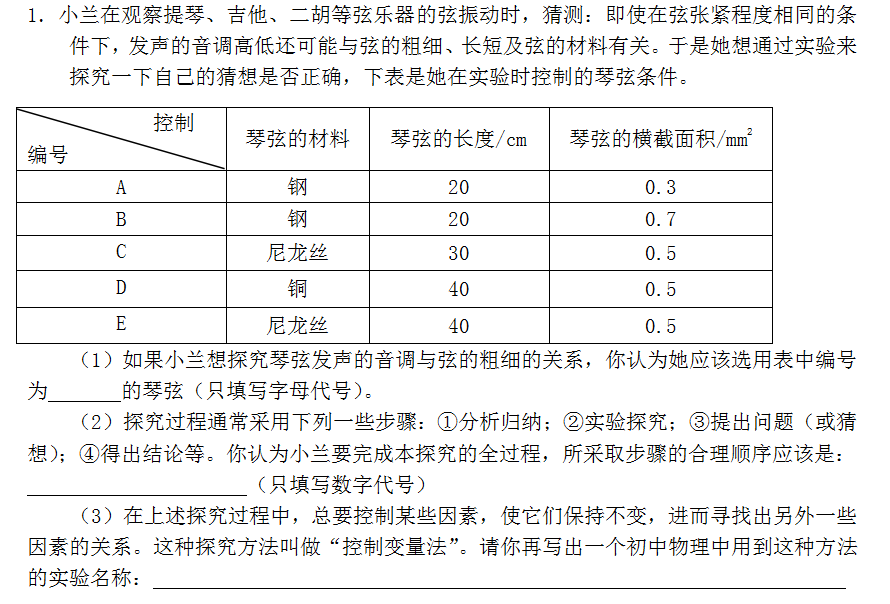 1. 小兰在观察提琴、吉他、二胡等弦乐器的弦振动时，猜测：即使在弦张紧程度相同的条
件下，发声的音调高低还可能与弦的粗细、长短及弦的材料有关。于是她想通过实验来
探究一下自己的猜想是否正确，下表是她在实验时控制的琴弦条件。
控制
编号 琴弦的材料 琴弦的长度/cm 琴弦的横截面积/mm²
A 钢 20 0.3
B 钢 20 0.7
C 尼龙丝 30 0.5
D 铜 40 0.5
E 尼龙丝 40 0.5
（1）如果小兰想探究琴弦发声的音调与弦的粗细的关系，你认为她应该选用表中编号
为_______的琴弦（只填写字母代号）。
（2）探究过程通常采用下列一些步骤：①分析归纳；②实验探究；③提出问题（或猜
想）；④得出结论等。你认为小兰要完成本探究的全过程，所采取步骤的合理顺序应该是：
_____________________（只填写数字代号）
（3）在上述探究过程中，总要控制某些因素，使它们保持不变，进而寻找出另外一些
因素的关系。这种探究方法叫做“控制变量法”。请你再写出一个初中物理中用到这种方法
的实验名称：_______________________________________________